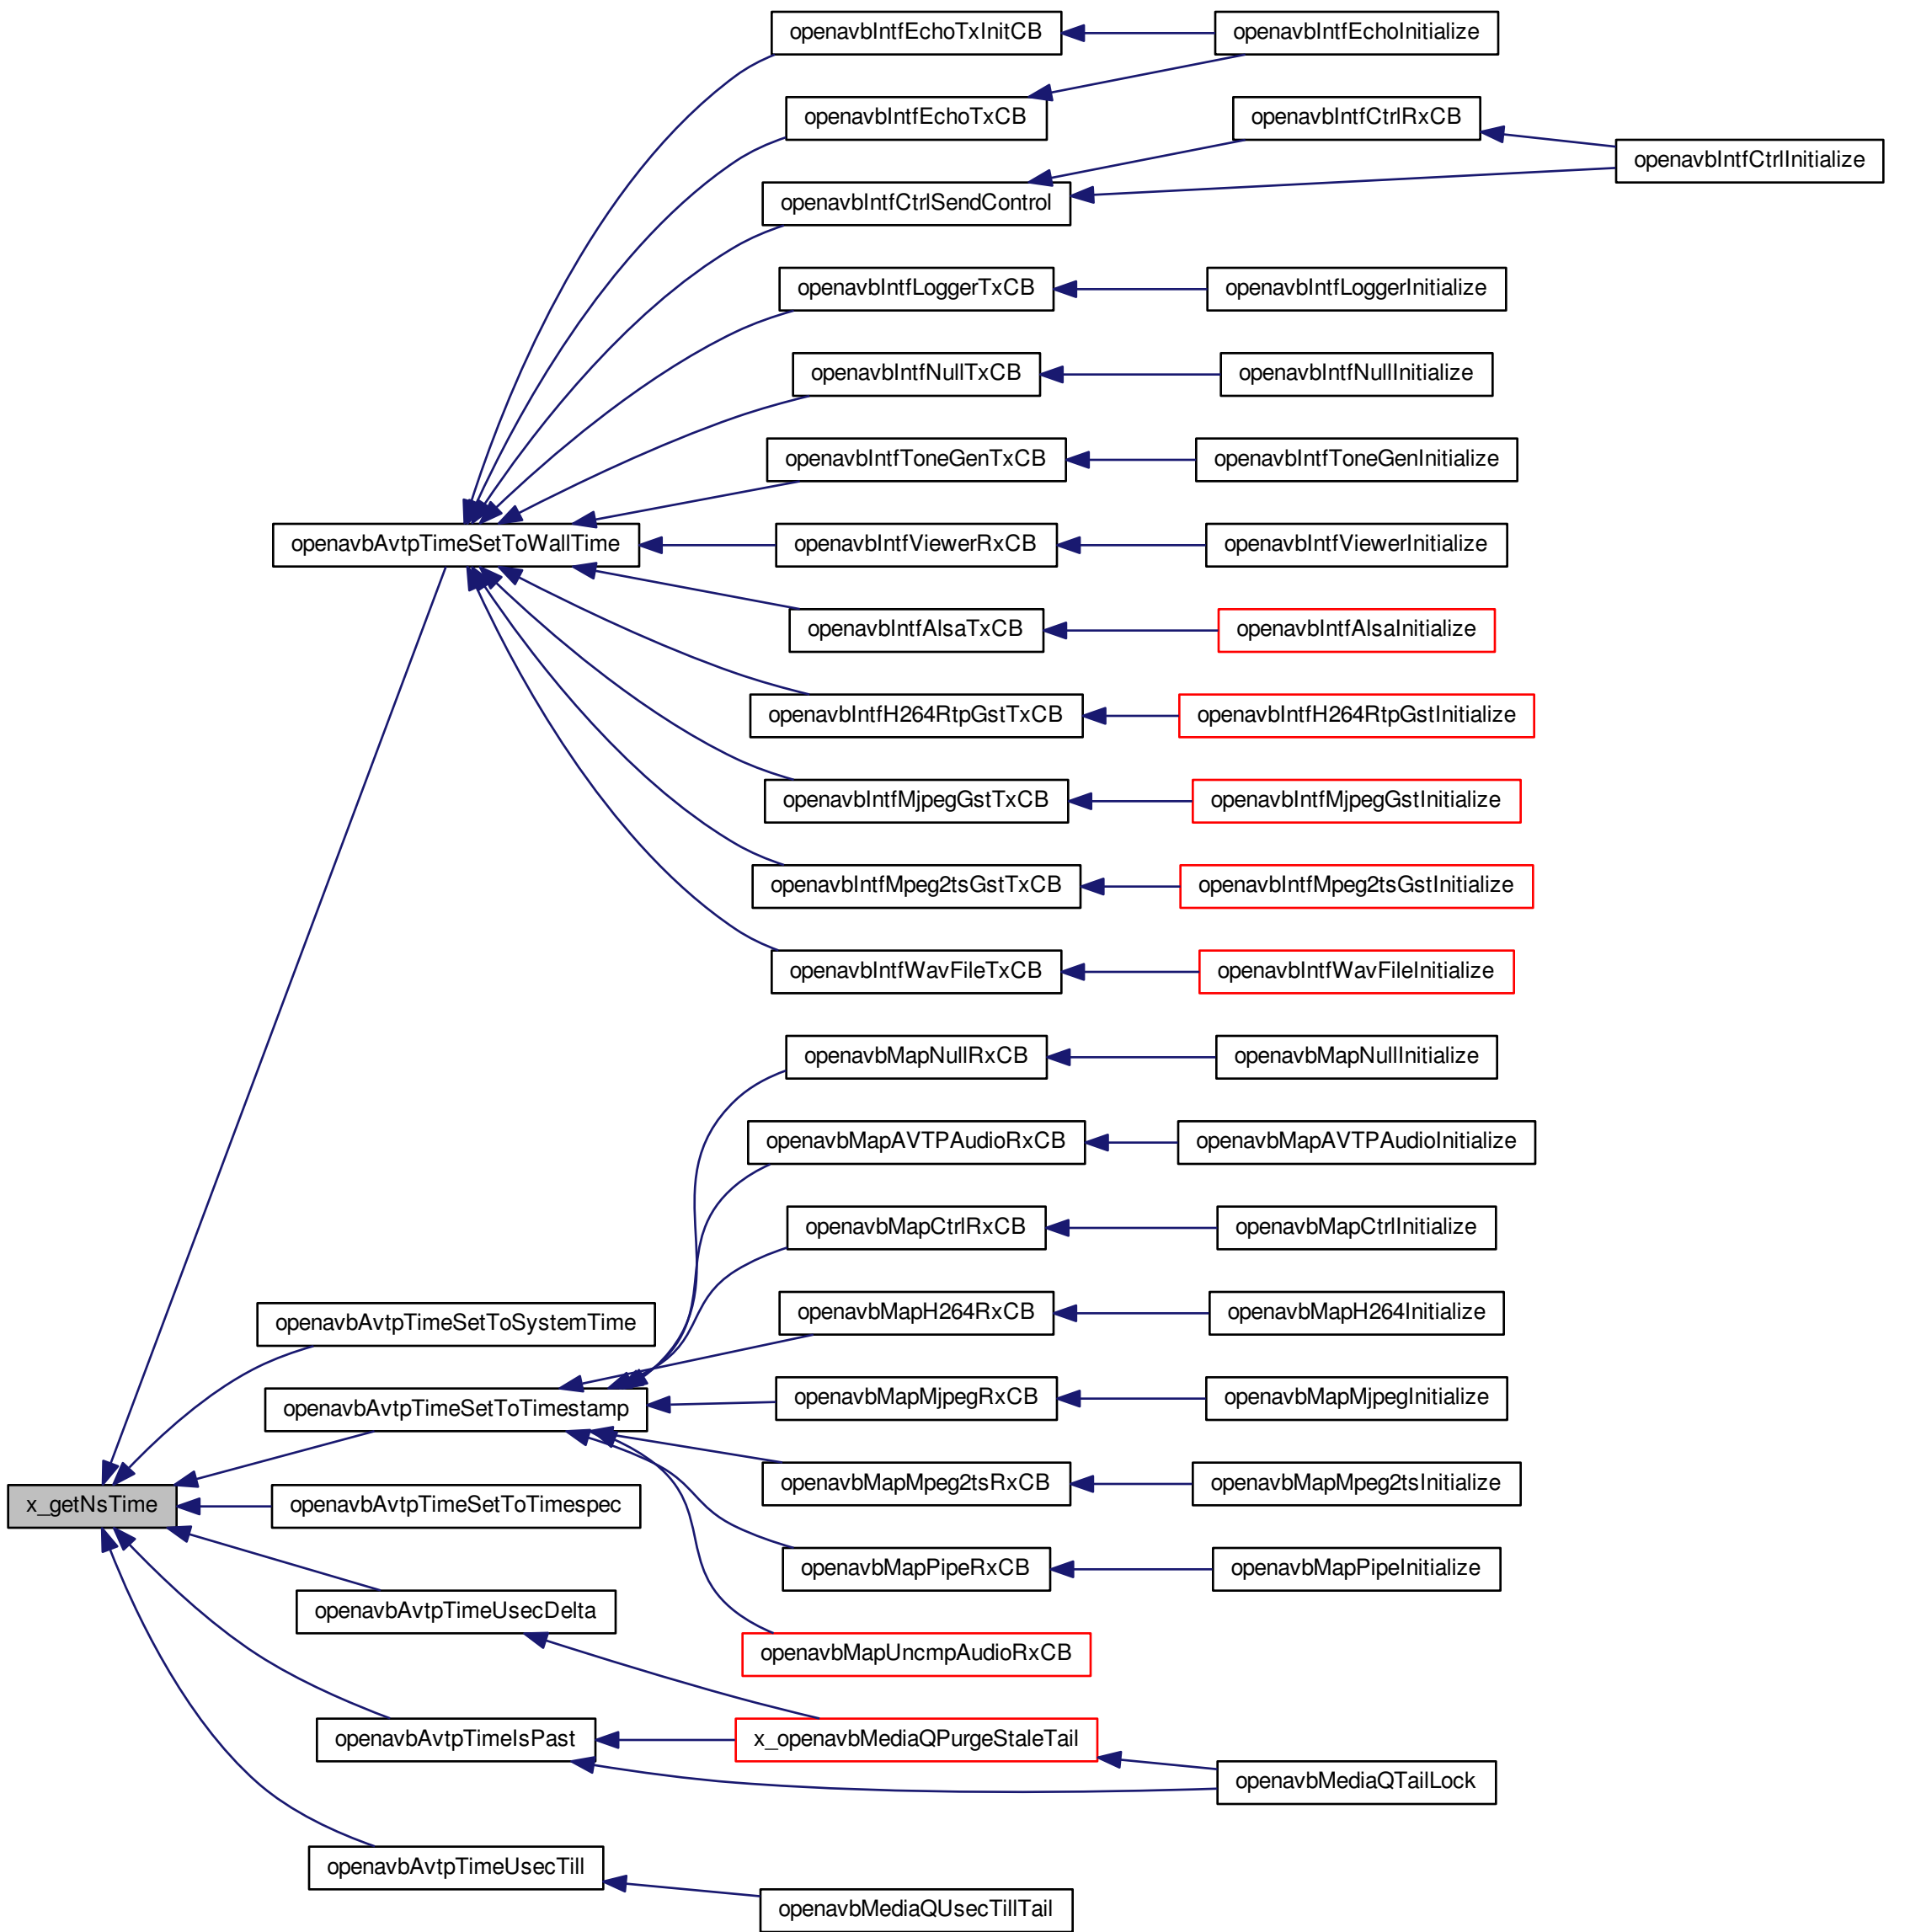 openavbIntfEchoTxInitCB
openavbIntfEchoInitialize
openavbIntfEchoTxCB
openavbIntfCtrlRxCB
openavbIntfCtrlInitialize
openavbIntfCtrlSendControl
openavbIntfLoggerTxCB
openavbIntfLoggerInitialize
openavbIntfNullTxCB
openavbIntfNullInitialize
openavbIntfToneGenTxCB
openavbIntfToneGenInitialize
openavbAvtpTimeSetToWallTime
openavbIntfViewerRxCB
openavbIntfViewerInitialize
openavbIntfAlsaTxCB
openavbIntfAlsaInitialize
openavbIntfH264RtpGstTxCB
openavbIntfH264RtpGstInitialize
openavbIntfMjpegGstTxCB
openavbIntfMjpegGstInitialize
openavbIntfMpeg2tsGstTxCB
openavbIntfMpeg2tsGstInitialize
openavbIntfWavFileTxCB
openavbIntfWavFileInitialize
openavbMapNullRxCB
openavbMapNullInitialize
openavbMapAVTPAudioRxCB
openavbMapAVTPAudioInitialize
openavbMapCtrlRxCB
openavbMapCtrlInitialize
openavbAvtpTimeSetToSystemTime
openavbMapH264RxCB
openavbMapH264Initialize
openavbAvtpTimeSetToTimestamp
openavbMapMjpegRxCB
openavbMapMjpegInitialize
x_getNsTime
openavbAvtpTimeSetToTimespec
openavbMapMpeg2tsRxCB
openavbMapMpeg2tsInitialize
openavbMapPipeRxCB
openavbMapPipeInitialize
openavbAvtpTimeUsecDelta
openavbMapUncmpAudioRxCB
openavbAvtpTimeIsPast
x_openavbMediaQPurgeStaleTail
openavbMediaQTailLock
openavbAvtpTimeUsecTill
openavbMediaQUsecTillTail